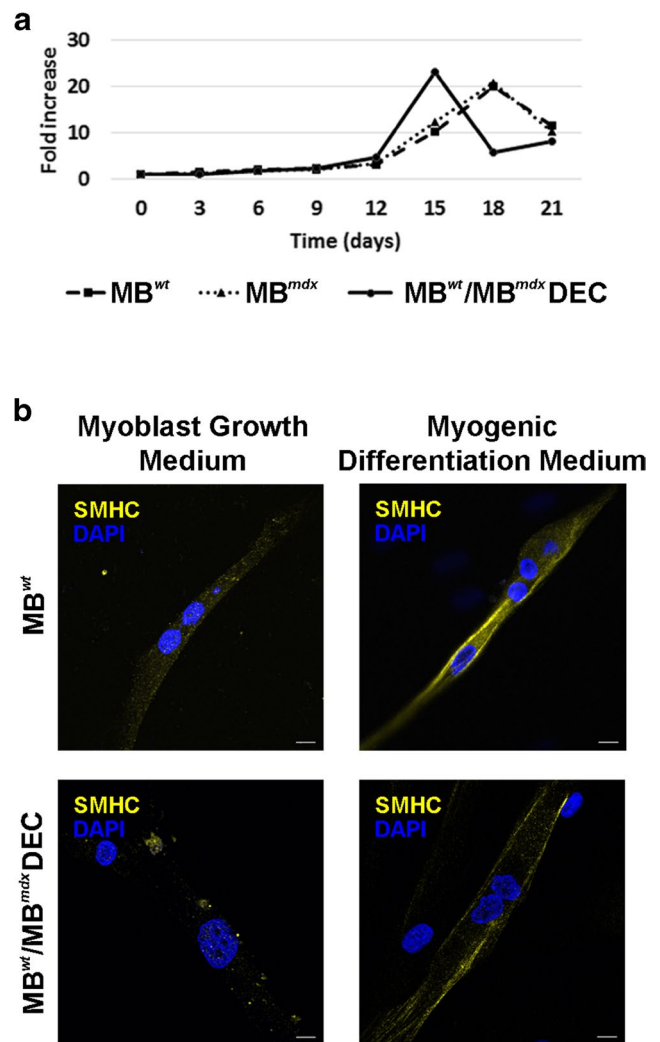 a
Fold increase
30
20
10
0
0 3 6 9 12 15 18 21
Time (days)
MBwt MBmdx MBwt/MBmdx DEC
b
Myoblast Growth
Medium
Myogenic
Differentiation Medium
MBwt
SMHC
DAPI
SMHC
DAPI
MBwt/MBmdx DEC
SMHC
DAPI
SMHC
DAPI